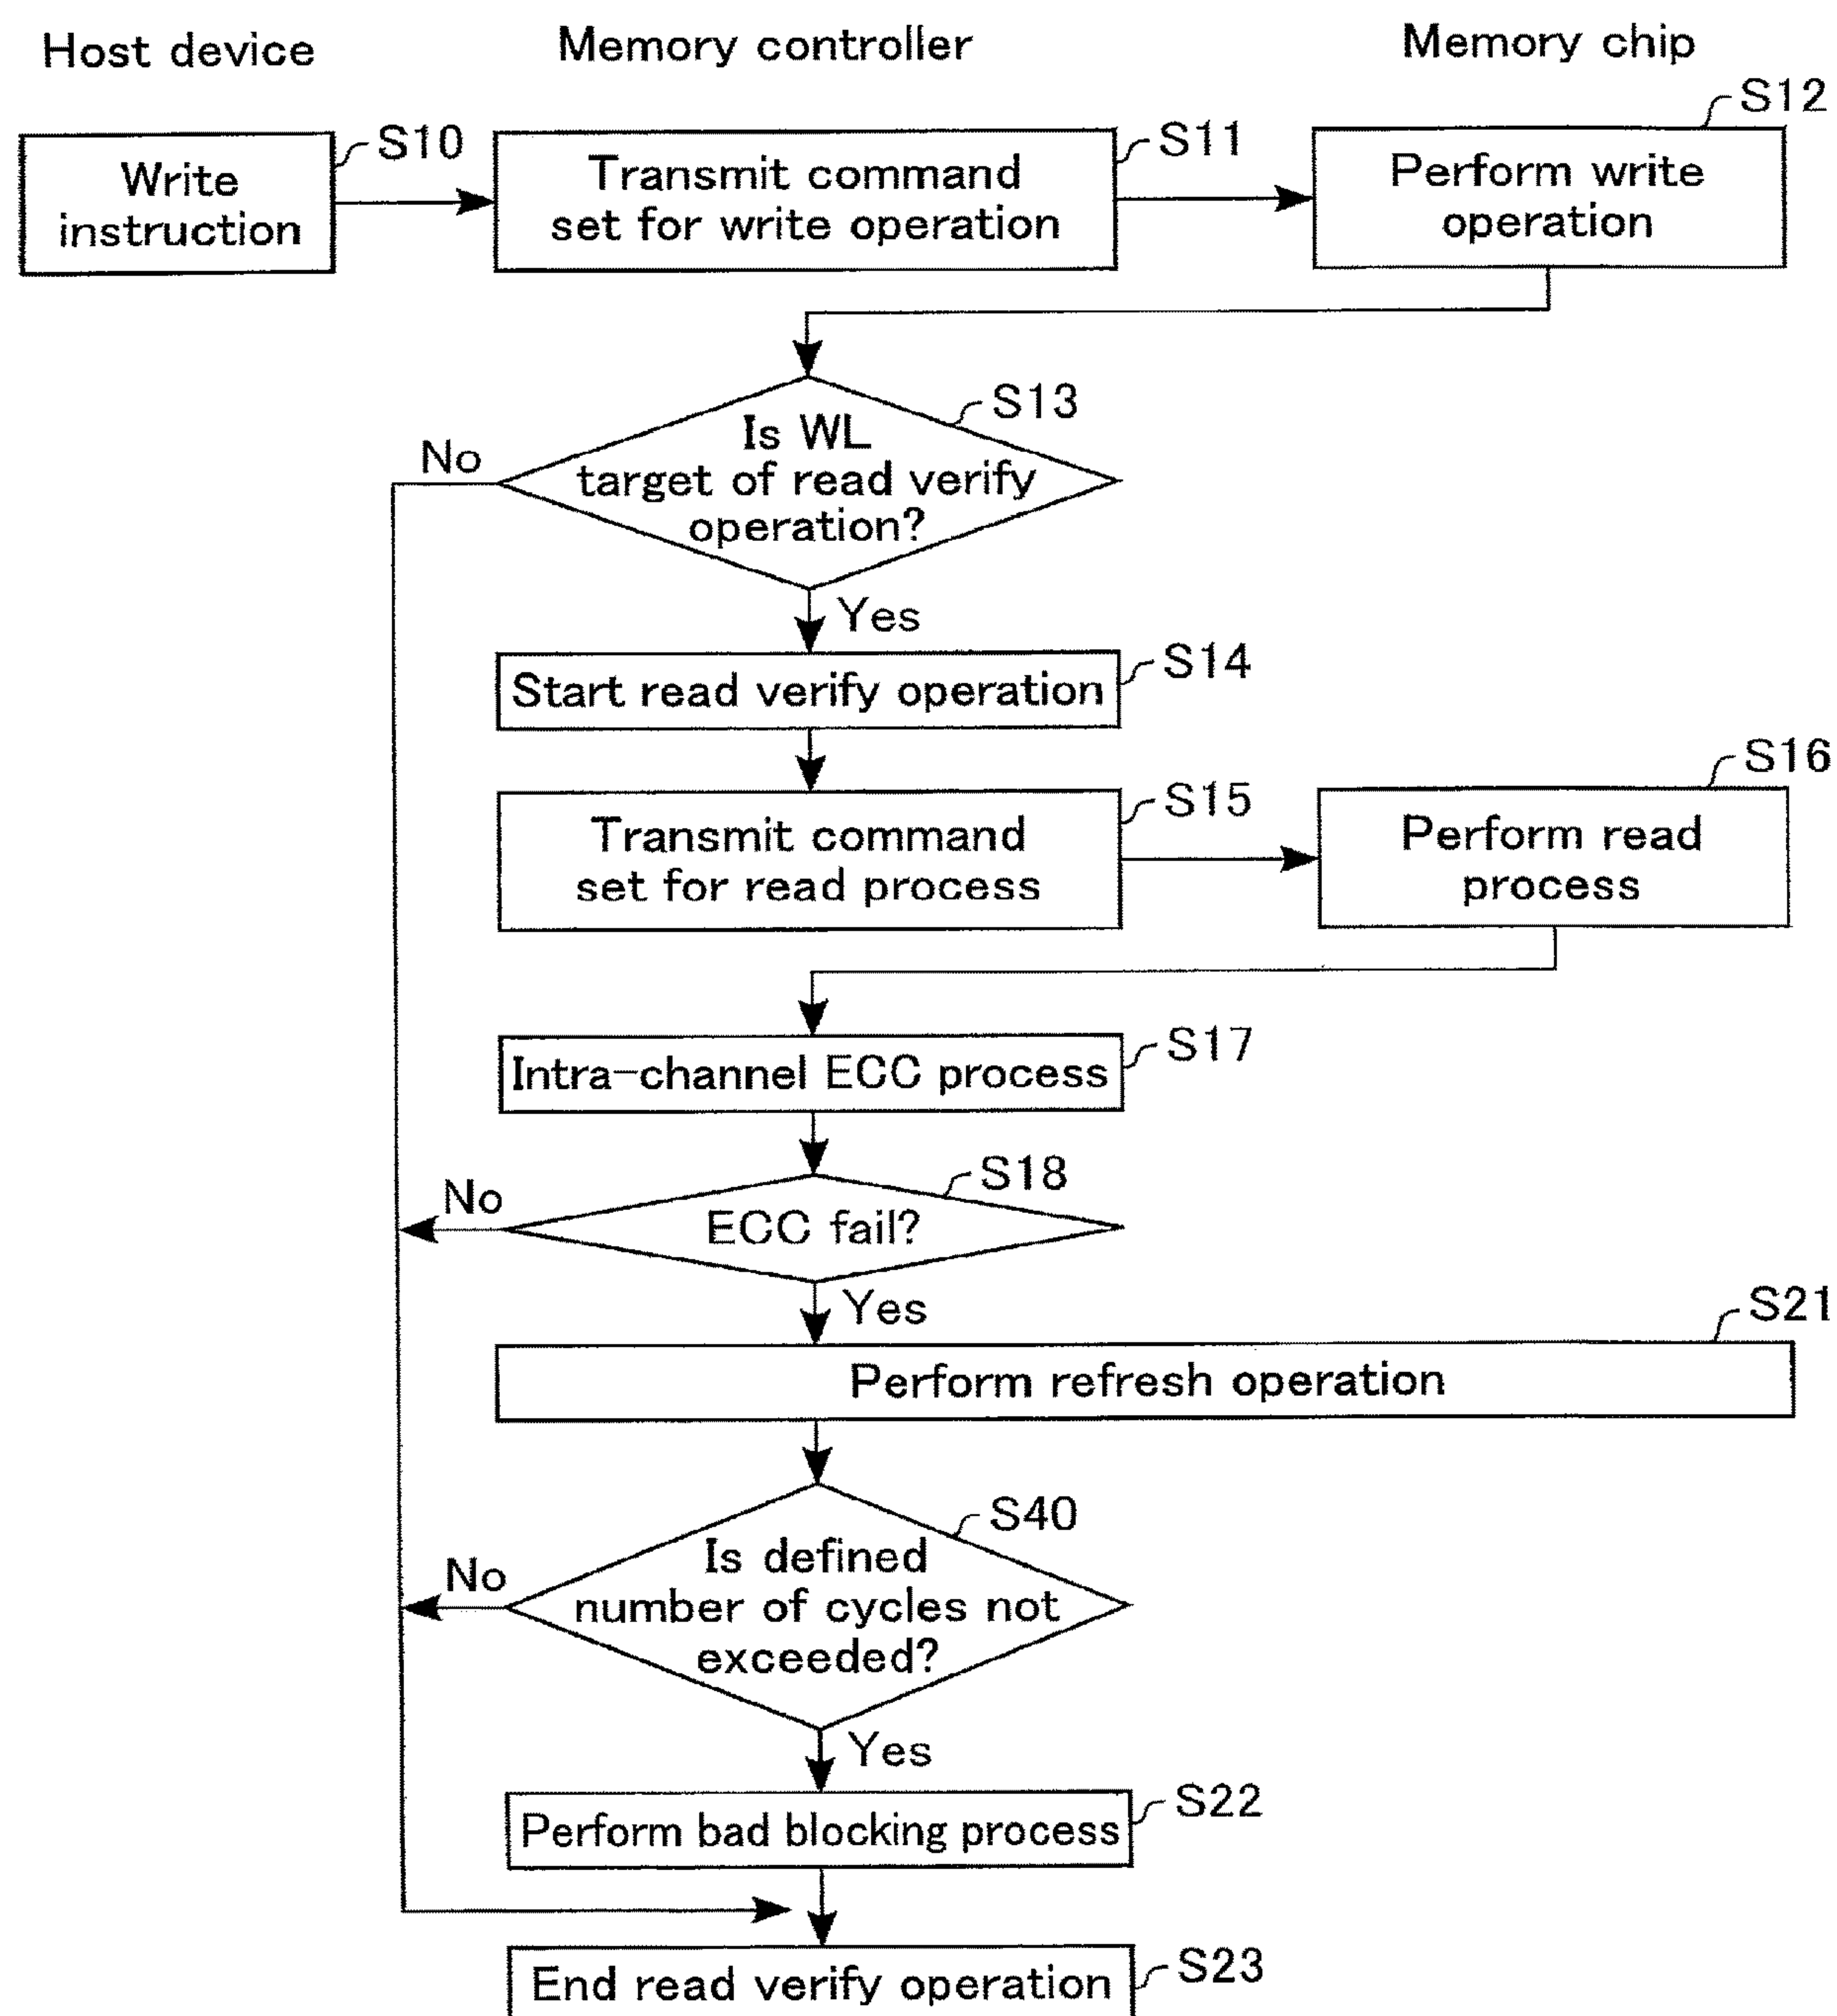 Host device
Memory controller
Memory chip
S10
S11
S12
Write
instruction
Transmit command
set for write operation
Perform write
operation
S13
Is WL
target of read verify
operation?
No
Yes
S14
Start read verify operation
S15
S16
Transmit command
set for read process
Perform read
process
S17
Intra-channel ECC process
S18
ECC fail?
No
Yes
S21
Perform refresh operation
S40
Is defined
number of cycles not
exceeded?
No
Yes
S22
Perform bad blocking process
S23
End read verify operation